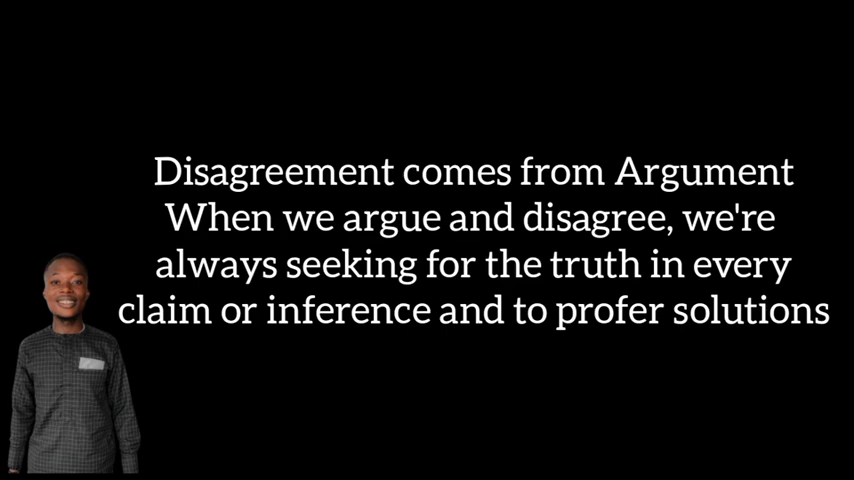 Disagreement comes from Argument
When we argue and disagree, we're
always seeking for the truth in every
claim or inference and to profer solutions